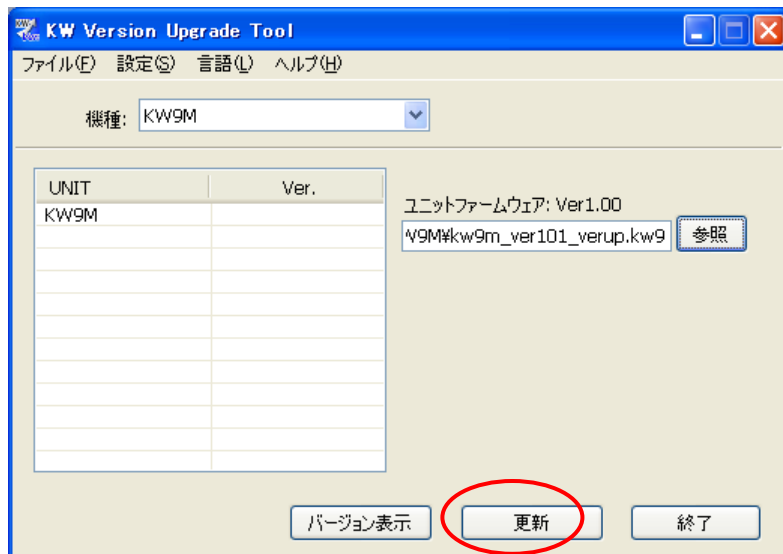 KW Version Upgrade Tool
ファイル(F) 設定(S) 言語(L) ヘルプ(H)
機種: KW9M
UNIT Ver.
KW9M
ユニットファームウェア: Ver1.00
V9M¥kw9m_ver101_verup.kw9 参照
バージョン表示 更新 終了